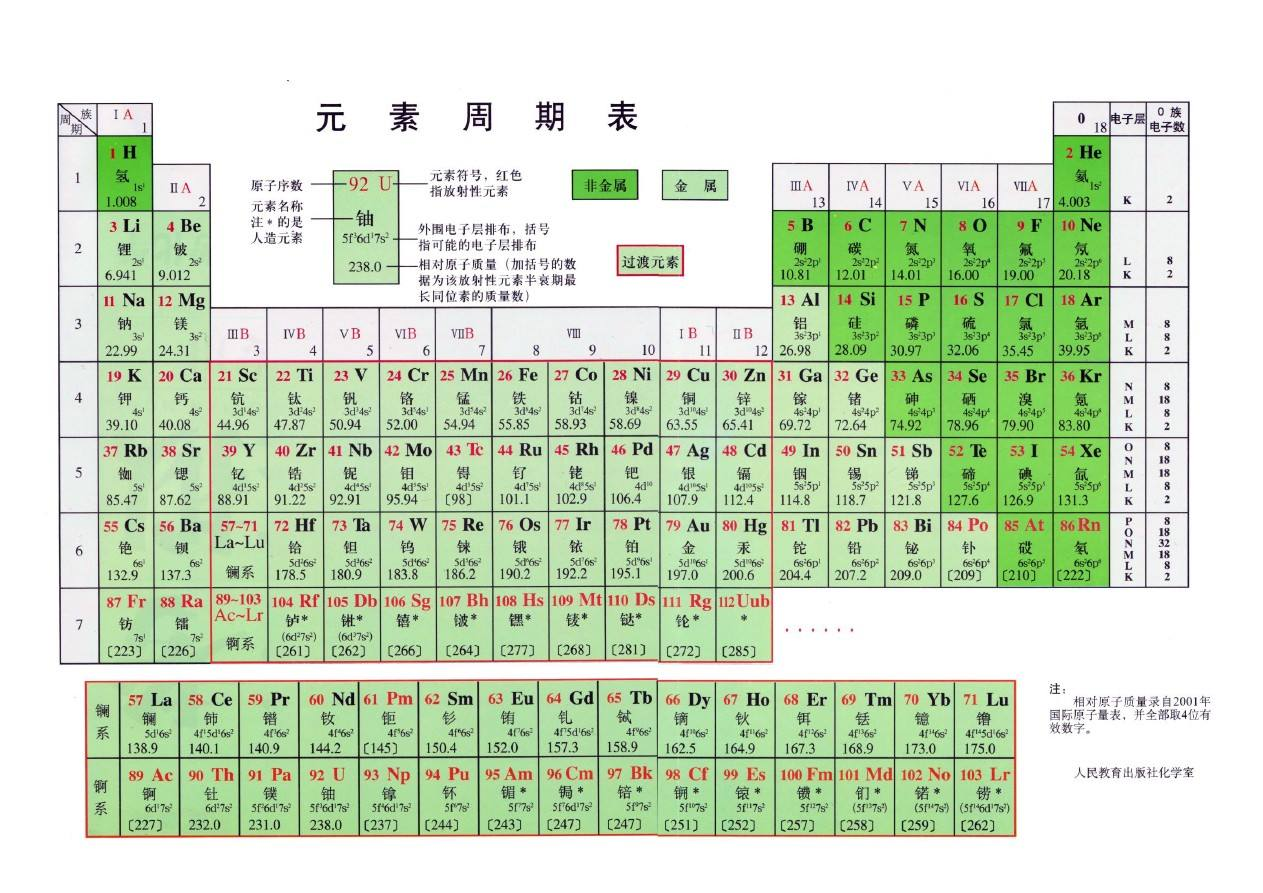 元 素 周 期 表
族
周
期
I A
1
0
18
电子层
0 族
电子数
1
1 H
氢
1s¹
1.008
II A
2
原子序数
92 U
元素符号，红色
指放射性元素
元素名称
注*的是
人造元素
铀
5f³6d¹7s²
238.0
外围电子层排布，括号
指可能的电子层排布
相对原子质量（加括号的数
据为该放射性元素半衰期最
长同位素的质量数）
非金属
金 属
过渡元素
III A
13
IV A
14
V A
15
VI A
16
VII A
17
2 He
氦
1s²
4.003
K
2
2
3 Li
锂
2s¹
6.941
4 Be
铍
2s²
9.012
5 B
硼
2s²2p¹
10.81
6 C
碳
2s²2p²
12.01
7 N
氮
2s²2p³
14.01
8 O
氧
2s²2p⁴
16.00
9 F
氟
2s²2p⁵
19.00
10 Ne
氖
2s²2p⁶
20.18
L 8
K 2
3
11 Na
钠
3s¹
22.99
12 Mg
镁
3s²
24.31
III B
3
IV B
4
V B
5
VI B
6
VII B
7
VIII
8 9 10
I B
11
II B
12
13 Al
铝
3s²3p¹
26.98
14 Si
硅
3s²3p²
28.09
15 P
磷
3s²3p³
30.97
16 S
硫
3s²3p⁴
32.06
17 Cl
氯
3s²3p⁵
35.45
18 Ar
氩
3s²3p⁶
39.95
M 8
L 8
K 2
4
19 K
钾
4s¹
39.10
20 Ca
钙
4s²
40.08
21 Sc
钪
3d¹4s²
44.96
22 Ti
钛
3d²4s²
47.87
23 V
钒
3d³4s²
50.94
24 Cr
铬
3d⁵4s¹
52.00
25 Mn
锰
3d⁵4s²
54.94
26 Fe
铁
3d⁶4s²
55.85
27 Co
钴
3d⁷4s²
58.93
28 Ni
镍
3d⁸4s²
58.69
29 Cu
铜
3d¹⁰4s¹
63.55
30 Zn
锌
3d¹⁰4s²
65.41
31 Ga
镓
4s²4p¹
69.72
32 Ge
锗
4s²4p²
72.64
33 As
砷
4s²4p³
74.92
34 Se
硒
4s²4p⁴
78.96
35 Br
溴
4s²4p⁵
79.90
36 Kr
氪
4s²4p⁶
83.80
N 8
M 18
L 8
K 2
5
37 Rb
铷
5s¹
85.47
38 Sr
锶
5s²
87.62
39 Y
钇
4d¹5s²
88.91
40 Zr
锆
4d²5s²
91.22
41 Nb
铌
4d⁴5s¹
92.91
42 Mo
钼
4d⁵5s¹
95.94
43 Tc
锝
4d⁵5s²
〔98〕
44 Ru
钌
4d⁷5s¹
101.1
45 Rh
铑
4d⁸5s¹
102.9
46 Pd
钯
4d¹⁰
106.4
47 Ag
银
4d¹⁰5s¹
107.9
48 Cd
镉
4d¹⁰5s²
112.4
49 In
铟
5s²5p¹
114.8
50 Sn
锡
5s²5p²
118.7
51 Sb
锑
5s²5p³
121.8
52 Te
碲
5s²5p⁴
127.6
53 I
碘
5s²5p⁵
126.9
54 Xe
氙
5s²5p⁶
131.3
O 8
N 18
M 18
L 8
K 2
6
55 Cs
铯
6s¹
132.9
56 Ba
钡
6s²
137.3
57~71
La~Lu
镧系
72 Hf
铪
5d²6s²
178.5
73 Ta
钽
5d³6s²
180.9
74 W
钨
5d⁴6s²
183.8
75 Re
铼
5d⁵6s²
186.2
76 Os
锇
5d⁶6s²
190.2
77 Ir
铱
5d⁷6s²
192.2
78 Pt
铂
5d⁹6s¹
195.1
79 Au
金
5d¹⁰6s¹
197.0
80 Hg
汞
5d¹⁰6s²
200.6
81 Tl
铊
6s²6p¹
204.4
82 Pb
铅
6s²6p²
207.2
83 Bi
铋
6s²6p³
209.0
84 Po
钋
6s²6p⁴
〔209〕
85 At
砹
6s²6p⁵
〔210〕
86 Rn
氡
6s²6p⁶
〔222〕
P 8
O 18
N 32
M 18
L 8
K 2
7
87 Fr
钫
7s¹
〔223〕
88 Ra
镭
7s²
〔226〕
89~103
Ac~Lr
锕系
104 Rf
𬬻*
(6d²7s²)
〔261〕
105 Db
𬭊*
(6d³7s²)
〔262〕
106 Sg
𬭳*
〔266〕
107 Bh
𬭛*
〔264〕
108 Hs
𬭶*
〔277〕
109 Mt
鿏*
〔268〕
110 Ds
𫟼*
〔281〕
111 Rg
𬬭*
〔272〕
112 Uub
*
〔285〕
······
镧
系
57 La
镧
5d¹6s²
138.9
58 Ce
铈
4f¹5d¹6s²
140.1
59 Pr
镨
4f³6s²
140.9
60 Nd
钕
4f⁴6s²
144.2
61 Pm
钷
4f⁵6s²
〔145〕
62 Sm
钐
4f⁶6s²
150.4
63 Eu
铕
4f⁷6s²
152.0
64 Gd
钆
4f⁷5d¹6s²
157.3
65 Tb
铽
4f⁹6s²
158.9
66 Dy
镝
4f¹⁰6s²
162.5
67 Ho
钬
4f¹¹6s²
164.9
68 Er
铒
4f¹²6s²
167.3
69 Tm
铥
4f¹³6s²
168.9
70 Yb
镱
4f¹⁴6s²
173.0
71 Lu
镥
4f¹⁴5d¹6s²
175.0
锕
系
89 Ac
锕
6d¹7s²
〔227〕
90 Th
钍
6d²7s²
232.0
91 Pa
镤
5f²6d¹7s²
231.0
92 U
铀
5f³6d¹7s²
238.0
93 Np
镎
5f⁴6d¹7s²
〔237〕
94 Pu
钚
5f⁶7s²
〔244〕
95 Am
镅*
5f⁷7s²
〔243〕
96 Cm
锔*
5f⁷6d¹7s²
〔247〕
97 Bk
锫*
5f⁹7s²
〔247〕
98 Cf
锎*
5f¹⁰7s²
〔251〕
99 Es
锿*
5f¹¹7s²
〔252〕
100 Fm
镄*
5f¹²7s²
〔257〕
101 Md
钔*
(5f¹³7s²)
〔258〕
102 No
锘*
(5f¹⁴7s²)
〔259〕
103 Lr
铹*
(5f¹⁴6d¹7s²)
〔262〕
注：
相对原子质量录自2001年
国际原子量表，并全部取4位有
效数字。
人民教育出版社化学室